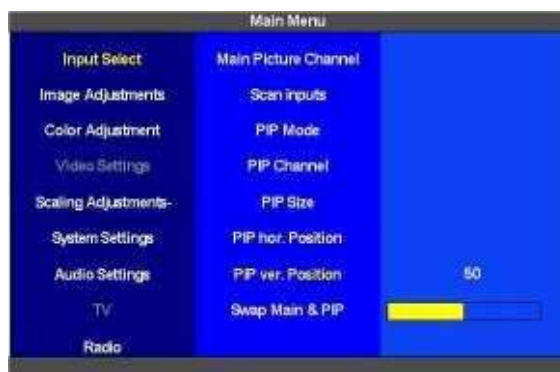 Main Menu
Input Select
Image Adjustments
Color Adjustment
Video Settings
Scaling Adjustments-
System Settings
Audio Settings
TV
Radio
Main Picture Channel
Scan inputs
PIP Mode
PIP Channel
PIP Size
PIP hor. Position
PIP ver. Position
Swap Main & PIP
50